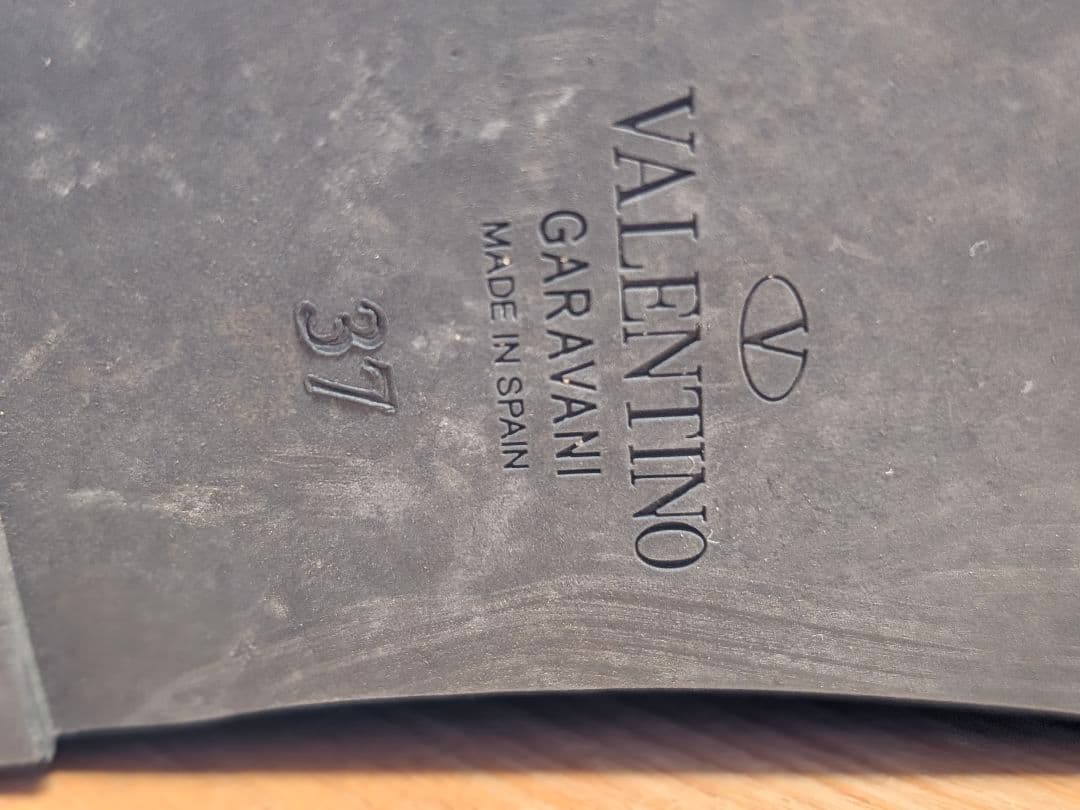 V
VALENTINO
GARAVANI
MADE IN SPAIN
37